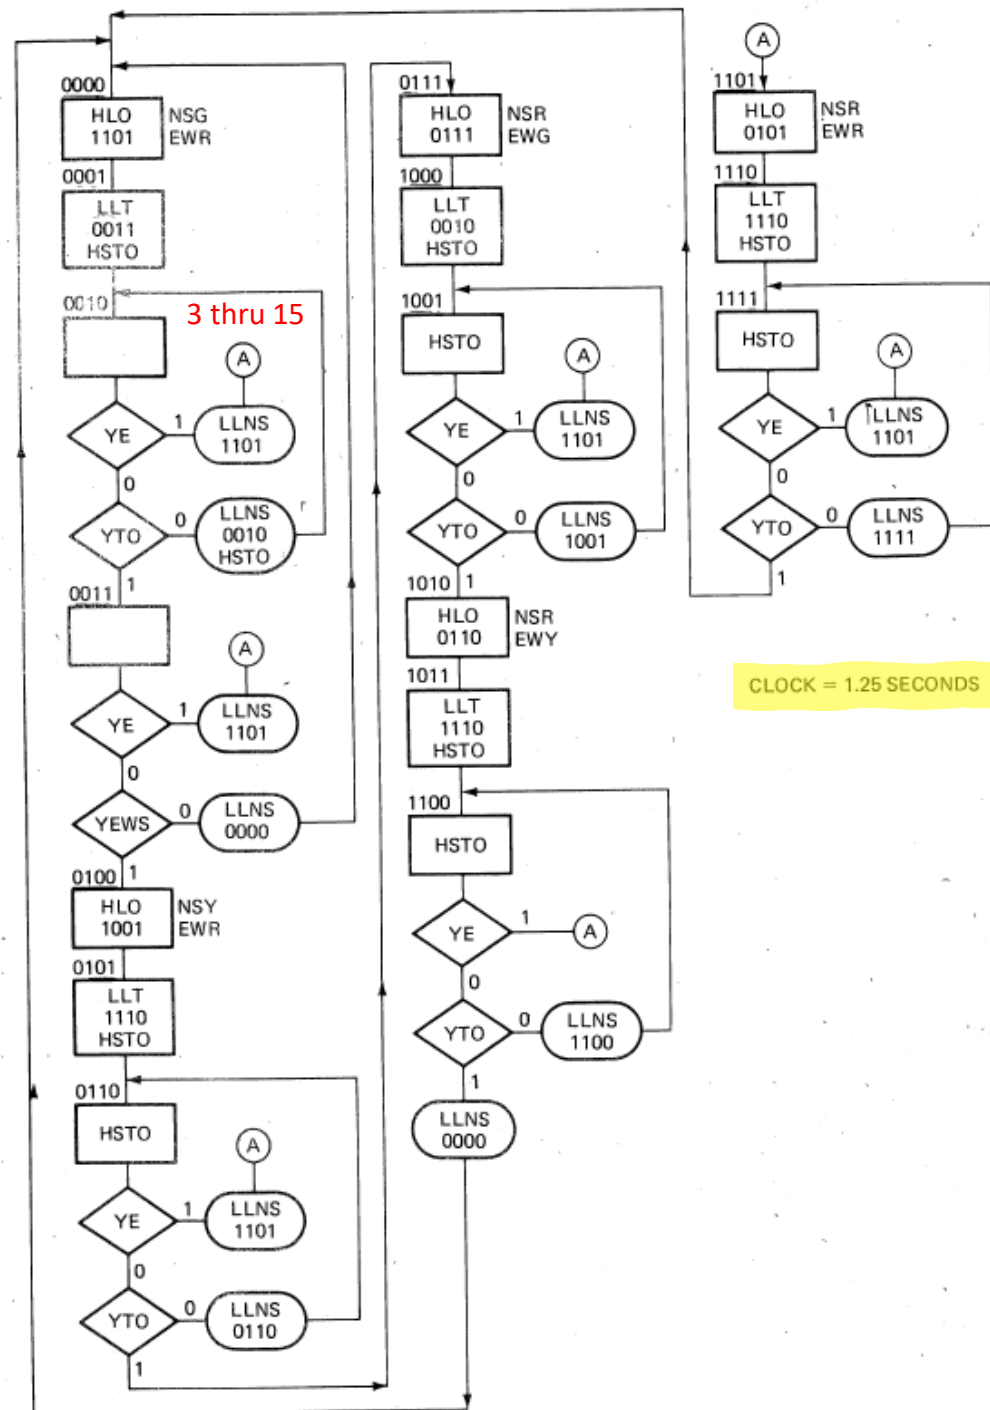 0000
HLO
1101
NSG
EWR
0001
LLT
0011
HSTO
0010
3 thru 15
A
YE
1
LLNS
1101
0
YTO
0
LLNS
0010
HSTO
1
0011
A
YE
1
LLNS
1101
0
YEWS
0
LLNS
0000
1
0100
HLO
1001
NSY
EWR
0101
LLT
1110
HSTO
0110
HSTO
A
YE
1
LLNS
1101
0
YTO
0
LLNS
0110
1
0111
HLO
0111
NSR
EWG
1000
LLT
0010
HSTO
1001
HSTO
A
YE
1
LLNS
1101
0
YTO
0
LLNS
1001
1
1010
HLO
0110
NSR
EWY
1011
LLT
1110
HSTO
1100
HSTO
YE
1
A
0
YTO
0
LLNS
1100
1
LLNS
0000
A
1101
HLO
0101
NSR
EWR
1110
LLT
1110
HSTO
1111
HSTO
A
YE
1
LLNS
1101
0
YTO
0
LLNS
1111
1
CLOCK = 1.25 SECONDS